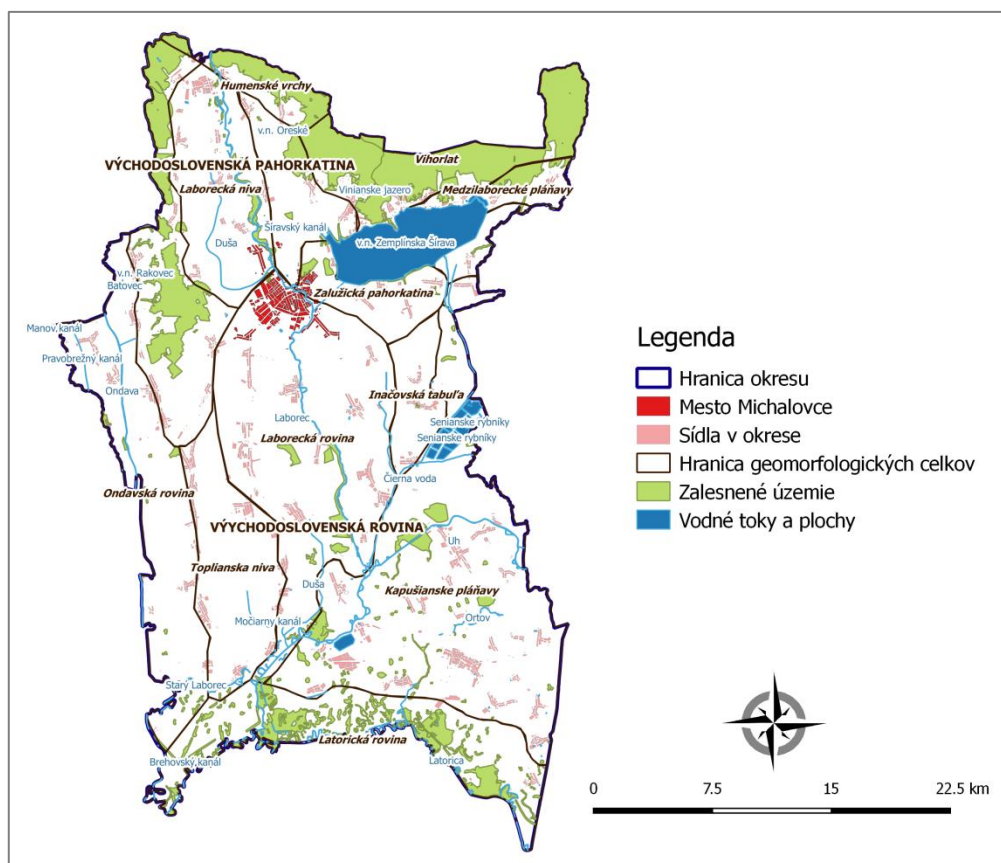 Humenské vrchy
v.n. Oreské
Vihorlat
VÝCHODOSLOVENSKÁ PAHORKATINA
Laborecká niva
Vinianske jazero
Medzilaborecké pláňavy
Šíravský kanál
Duša
v.n. Zemplínska Šírava
v.n. Rakovec
Batovec
Zalužická pahorkatina
Manov kanál
Pravobrežný kanál
Ondava
Inačovská tabuľa
Laborec
Senianske rybníky
Senianske rybníky
Laborecká rovina
Čierna voda
Ondavská rovina
VÝYCHODOSLOVENSKÁ ROVINA
Uh
Toplianska niva
Duša
Kapušianske pláňavy
Močiarny kanál
Ortov
Starý Laborec
Latorická rovina
Brehovský kanál
Latorica
Legenda
Hranica okresu
Mesto Michalovce
Sídla v okrese
Hranica geomorfologických celkov
Zalesnené územie
Vodné toky a plochy
0 7.5 15 22.5 km